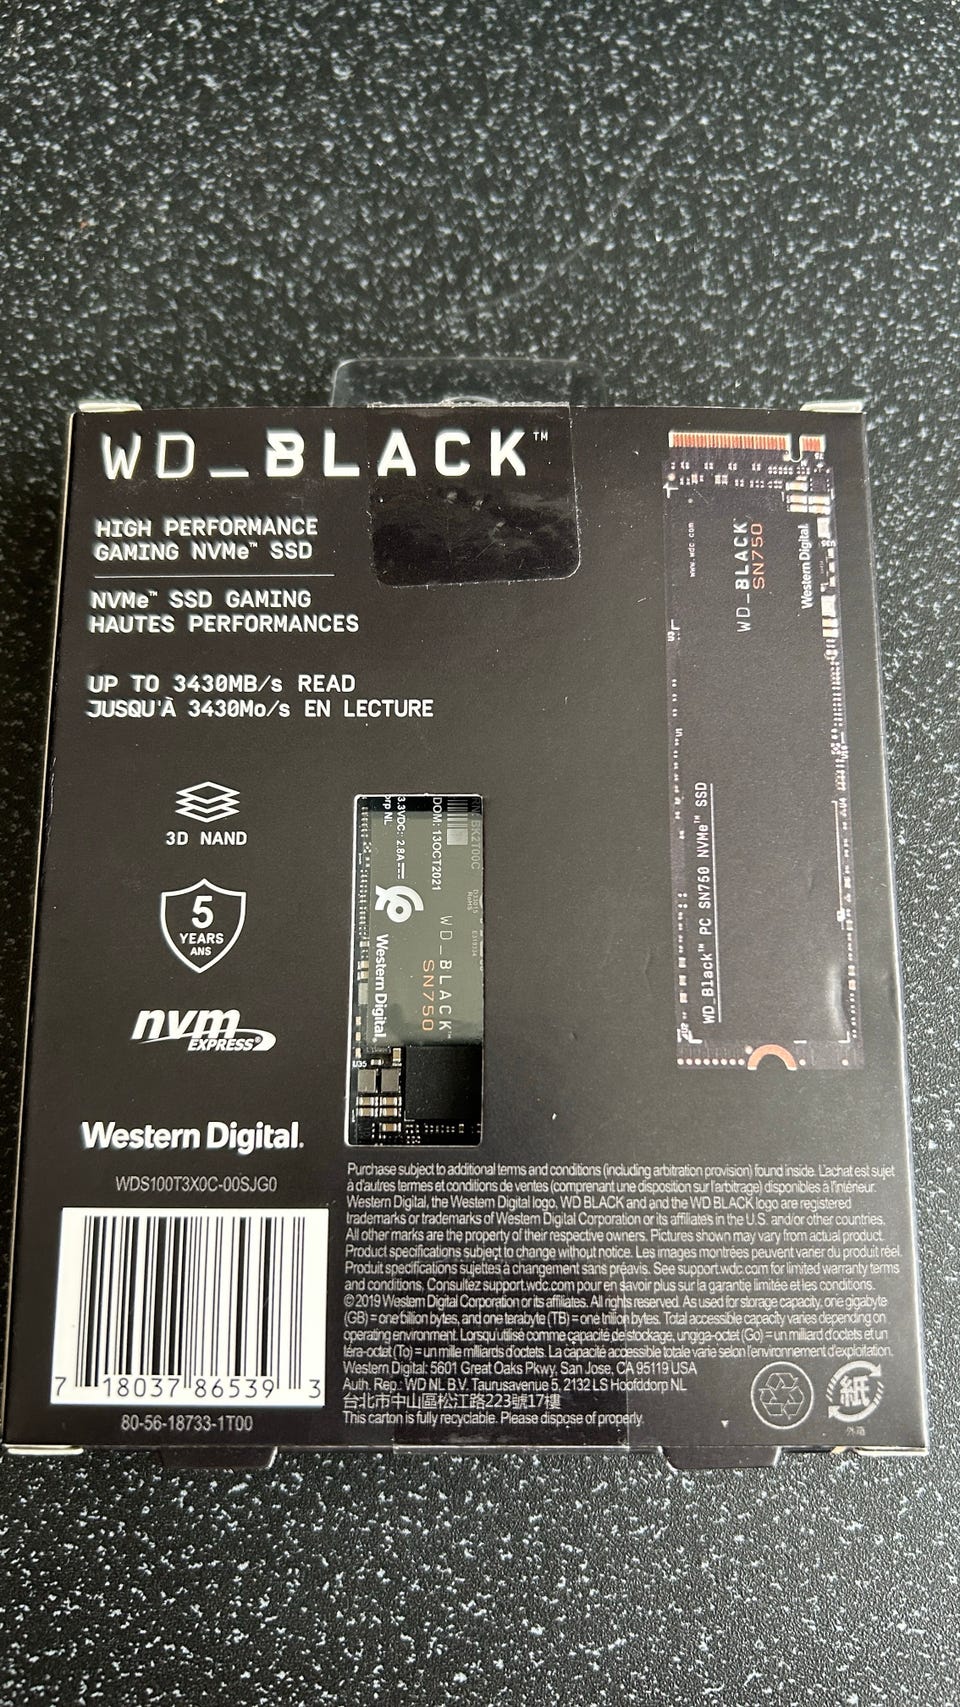 WD_BLACK™
HIGH PERFORMANCE
GAMING NVMe™ SSD
NVMe™ SSD GAMING
HAUTES PERFORMANCES
UP TO 3430MB/s READ
JUSQU'À 3430Mo/s EN LECTURE
3D NAND
5
YEARS
ANS
nvm
EXPRESS®
Western Digital®
WDS100T3X0C-00SJG0
7 18037 86539 3
80-56-18733-1T00
3.3VDC: 2.8A
DOM: 13OCT2021
WD_BLACK™
SN750
Western Digital®
U35
www.wdc.com
WD_BLACK
SN750
Western Digital®
WD_Black™ PC SN750 NVMe™ SSD
Purchase subject to additional terms and conditions (including arbitration provision) found inside. L'achat est sujet
à d'autres termes et conditions de ventes (comprenant une disposition sur l'arbitrage) disponibles à l'intérieur.
Western Digital, the Western Digital logo, WD BLACK and and the WD BLACK logo are registered
trademarks or trademarks of Western Digital Corporation or its affiliates in the U.S. and/or other countries.
All other marks are the property of their respective owners. Pictures shown may vary from actual product.
Product specifications subject to change without notice. Les images montrées peuvent varier du produit réel.
Produit specifications sujettes à changement sans préavis. See support.wdc.com for limited warranty terms
and conditions. Consultez support.wdc.com pour en savoir plus sur la garantie limitée et les conditions.
© 2019 Western Digital Corporation or its affiliates. All rights reserved. As used for storage capacity, one gigabyte
(GB) = one billion bytes, and one terabyte (TB) = one trillion bytes. Total accessible capacity varies depending on
operating environment. Lorsqu'utilisé comme capacité de stockage, un giga-octet (Go) = un milliard d'octets et un
téra-octet (To) = un mille milliards d'octets. La capacité accessible totale varie selon l'environnement d'exploitation.
Western Digital: 5601 Great Oaks Pkwy, San Jose, CA 95119 USA
Auth. Rep.: WD NL B.V. Taurusavenue 5, 2132 LS Hoofddorp NL
台北市中山區松江路223號17樓
This carton is fully recyclable. Please dispose of properly.
紙
外箱